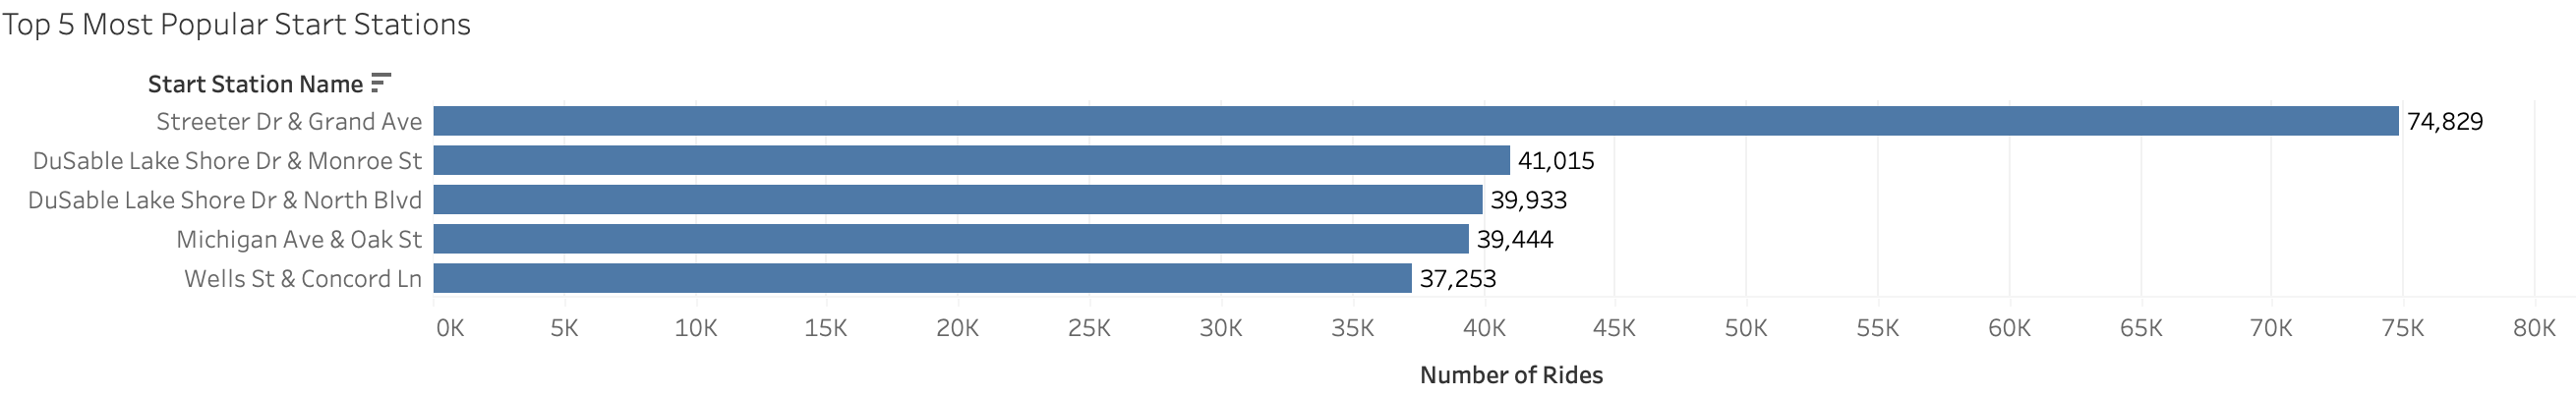 Top 5 Most Popular Start Stations
Start Station Name
Streeter Dr & Grand Ave 74,829
DuSable Lake Shore Dr & Monroe St 41,015
DuSable Lake Shore Dr & North Blvd 39,933
Michigan Ave & Oak St 39,444
Wells St & Concord Ln 37,253
0K 5K 10K 15K 20K 25K 30K 35K 40K 45K 50K 55K 60K 65K 70K 75K 80K
Number of Rides